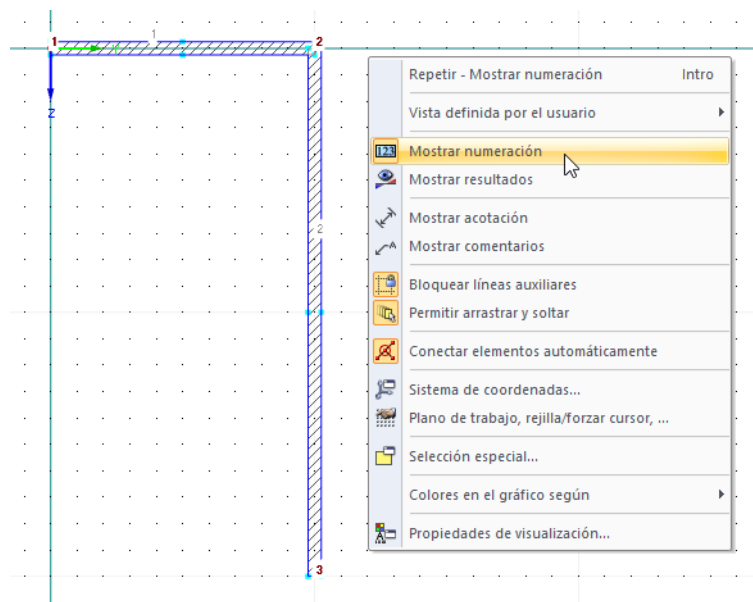 1
1
2
Y
Z
2
3
Repetir - Mostrar numeración Intro
Vista definida por el usuario
123 Mostrar numeración
Mostrar resultados
Mostrar acotación
A Mostrar comentarios
Bloquear líneas auxiliares
Permitir arrastrar y soltar
Conectar elementos automáticamente
Sistema de coordenadas...
Plano de trabajo, rejilla/forzar cursor, ...
Selección especial...
Colores en el gráfico según
Propiedades de visualización...